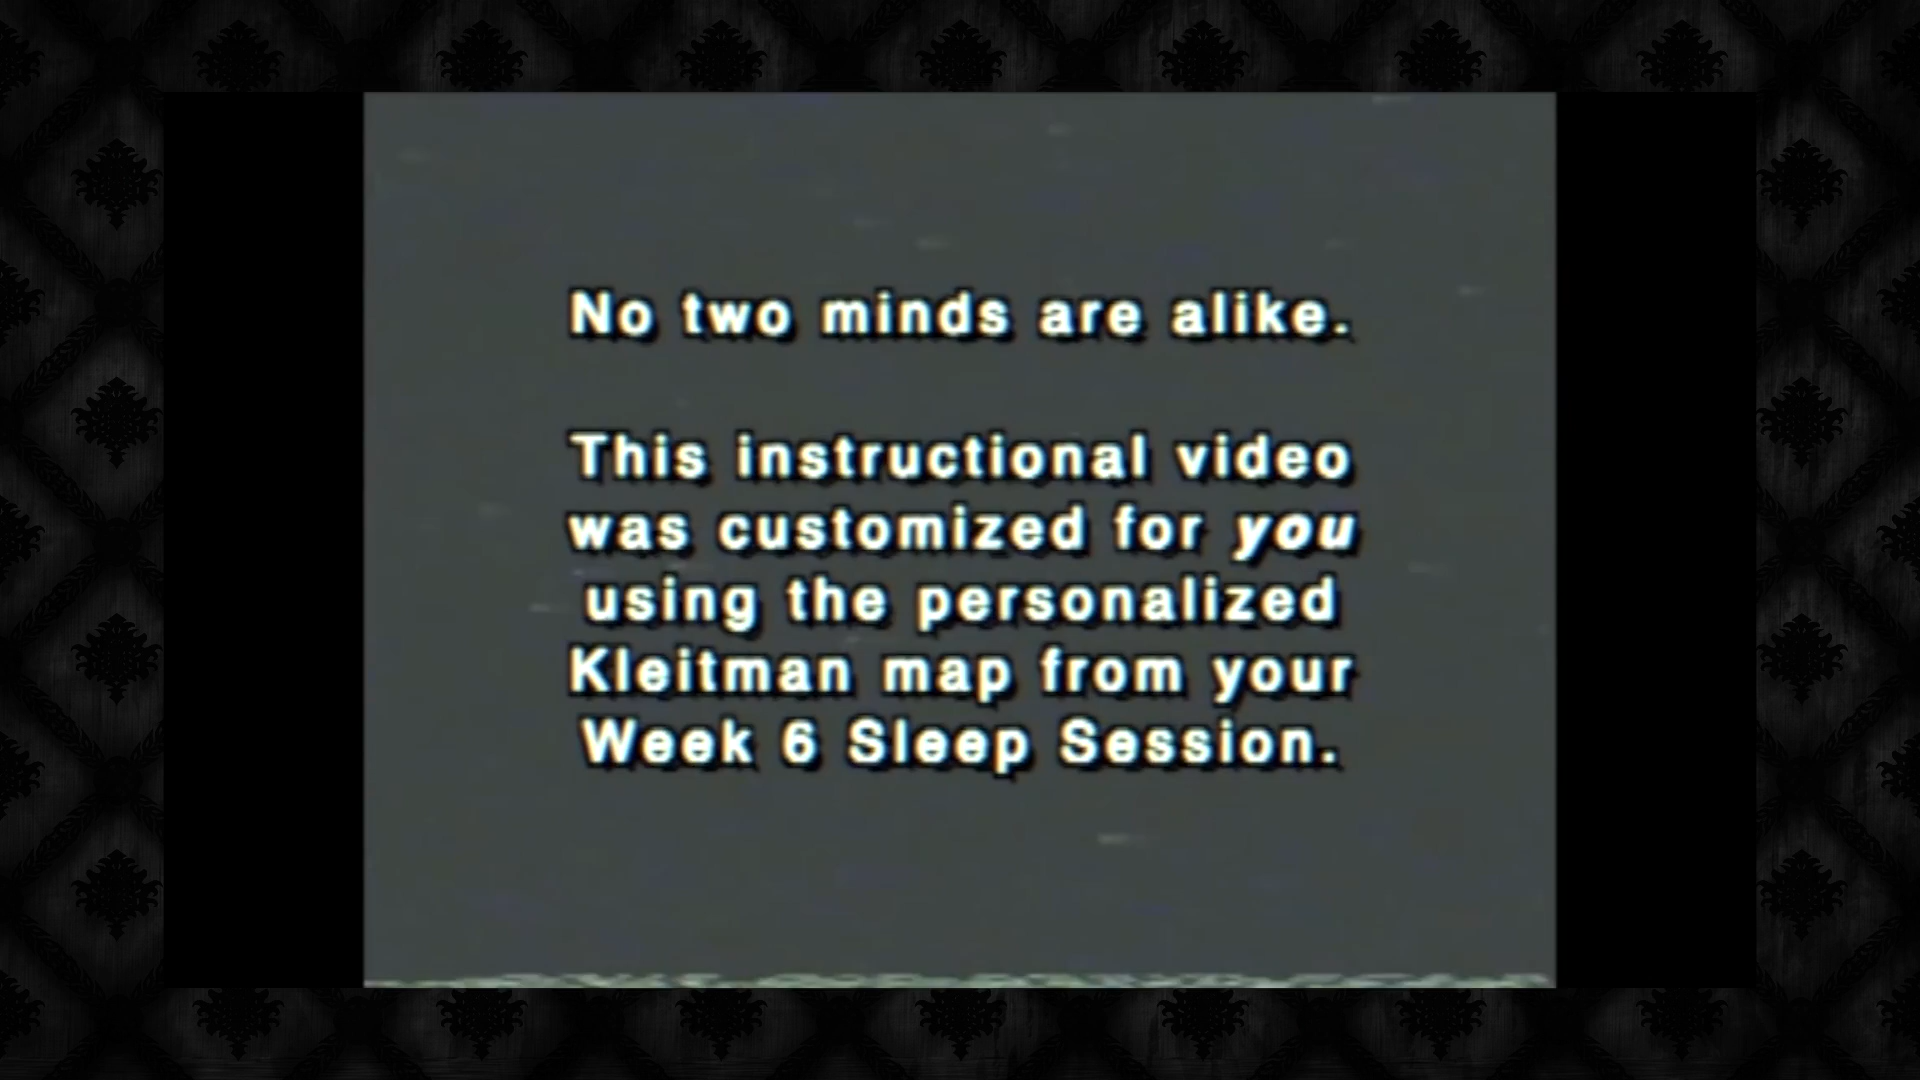 No two minds are alike.
This instructional video
was customized for you
using the personalized
Kleitman map from your
Week 6 Sleep Session.